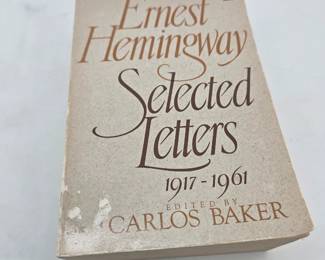 Ernest
Hemingway
Selected
Letters
1917-1961
EDITED BY
CARLOS BAKER